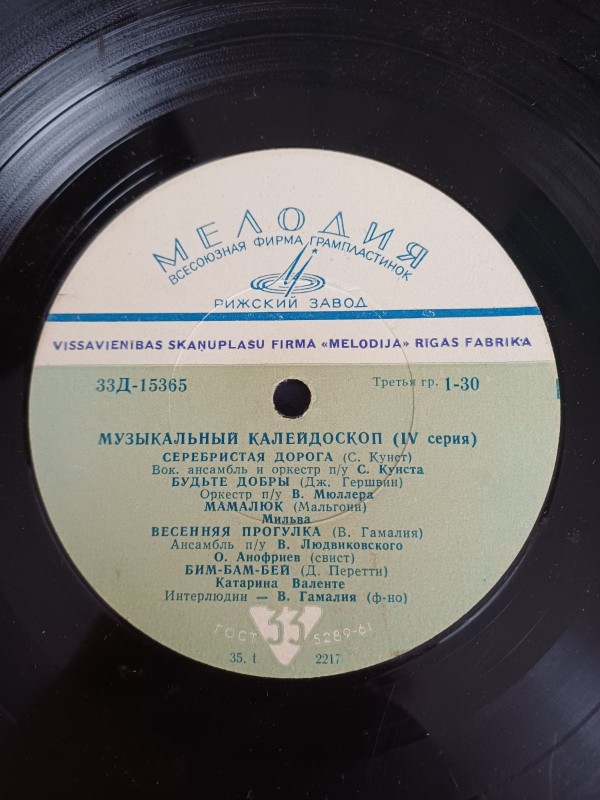 МЕЛОДИЯ
ВСЕСОЮЗНАЯ ФИРМА ГРАМПЛАСТИНОК
РИЖСКИЙ ЗАВОД
VISSAVIENĪBAS SKAŅUPLAŠU FIRMA «MELODIJA» RĪGAS FABRIKA
33Д-15365 Третья гр. 1-30
МУЗЫКАЛЬНЫЙ КАЛЕЙДОСКОП (IV серия)
СЕРЕБРИСТАЯ ДОРОГА (С. Кунст)
Вок. ансамбль и оркестр п/у С. Кунста
БУДЬТЕ ДОБРЫ (Дж. Гершвин)
Оркестр п/у В. Мюллера
МАМАЛЮК (Мальгони)
Мильва
ВЕСЕННЯЯ ПРОГУЛКА (В. Гамалия)
Ансамбль п/у В. Людвиковского
О. Анофриев (свист)
БИМ-БАМ-БЕЙ (Д. Перетти)
Катарина Валенте
Интерлюдии — В. Гамалия (ф-но)
ГОСТ 33 5289-61
35. t 2217